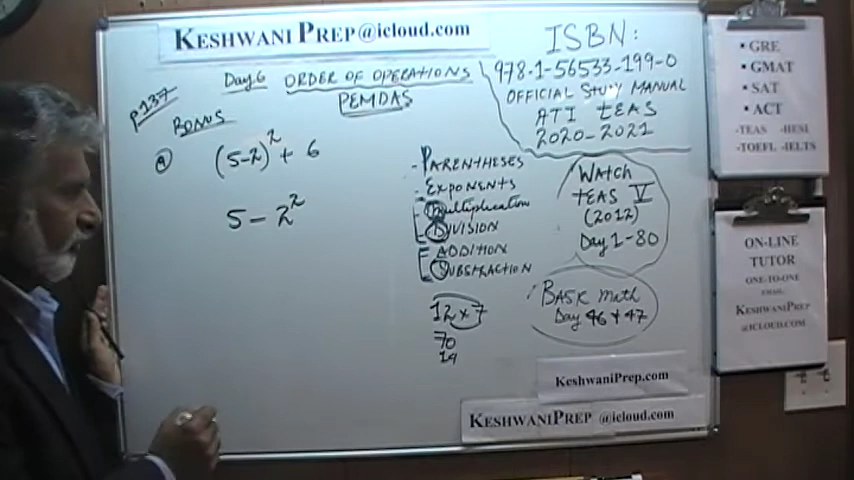 KESHWANI PREP@icloud.com
Day 6 ORDER OF OPERATIONS
PEMDAS
P137
BONUS
a (5-2)² + 6
5 - 2²
ISBN:
978-1-56533-199-0
OFFICIAL STUDY MANUAL
ATI TEAS
2020-2021
- PARENTHESES
- EXPONENTS
Multiplication
DIVISION
ADDITION
SUBSTRACTION
12 x 7
70
14
WATCH
TEAS V
(2012)
Day 1-80
BASIC Math
Day 46 + 47
KESHWANIPREP.COM
KESHWANIPREP @icloud.com
• GRE
• GMAT
• SAT
• ACT
-TEAS -HESI
-TOEFL -IELTS
ON-LINE
TUTOR
ONE-TO-ONE
EMAIL
KESHWANIPREP
@ICLOUD.COM